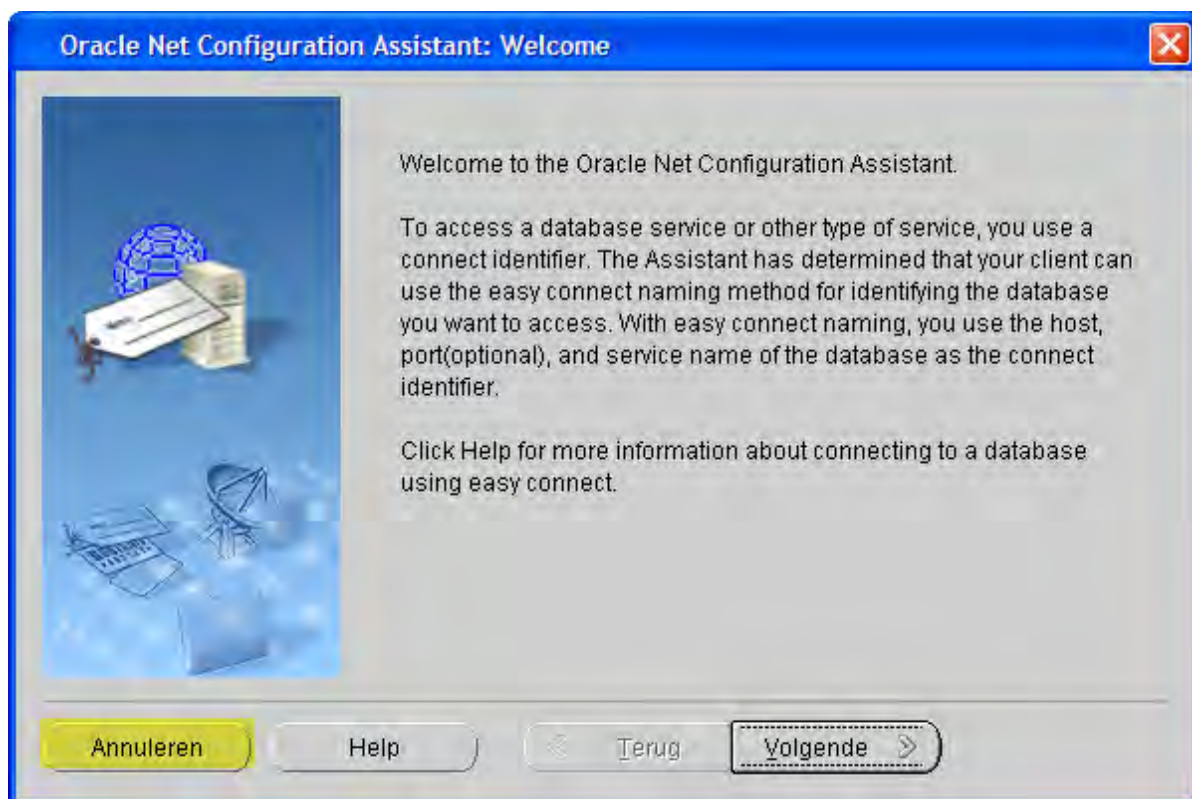 Oracle Net Configuration Assistant: Welcome
Welcome to the Oracle Net Configuration Assistant.
To access a database service or other type of service, you use a
connect identifier. The Assistant has determined that your client can
use the easy connect naming method for identifying the database
you want to access. With easy connect naming, you use the host,
port(optional), and service name of the database as the connect
identifier.
Click Help for more information about connecting to a database
using easy connect.
Annuleren
Help
Terug
Volgende